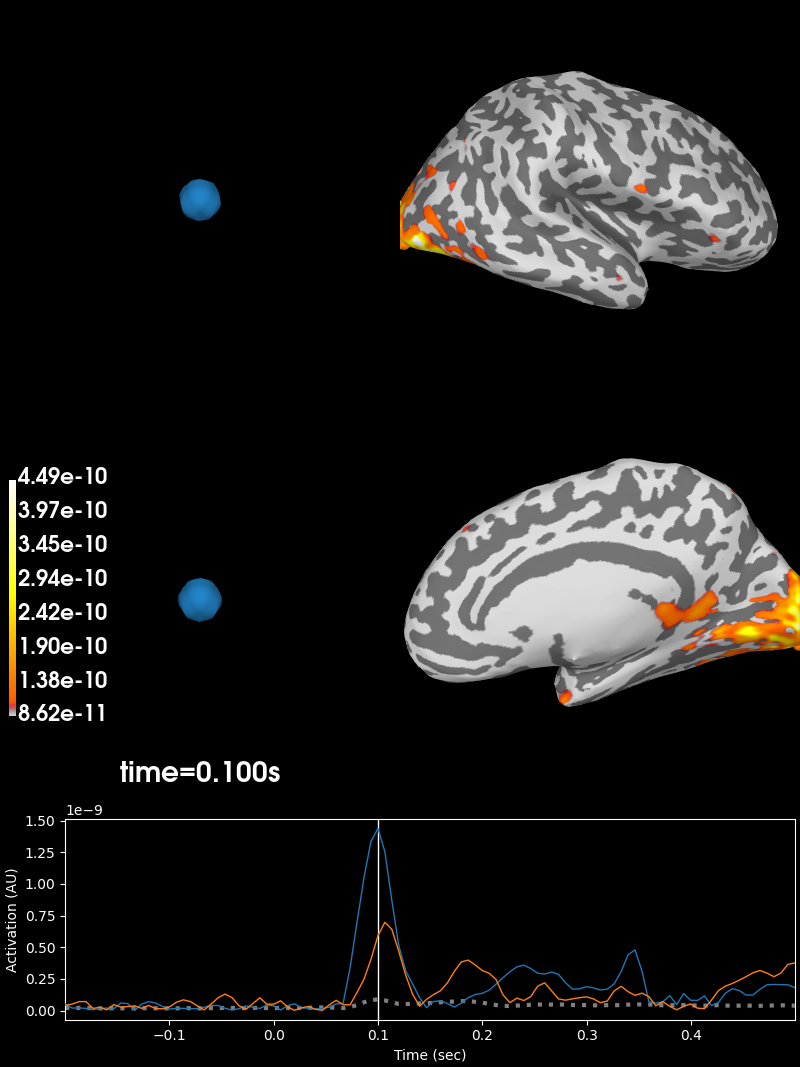 4.49e-10
3.97e-10
3.45e-10
2.94e-10
2.42e-10
1.90e-10
1.38e-10
8.62e-11
time=0.100s
1e−9
1.50
1.25
1.00
0.75
0.50
0.25
0.00
Activation (AU)
−0.1 0.0 0.1 0.2 0.3 0.4
Time (sec)